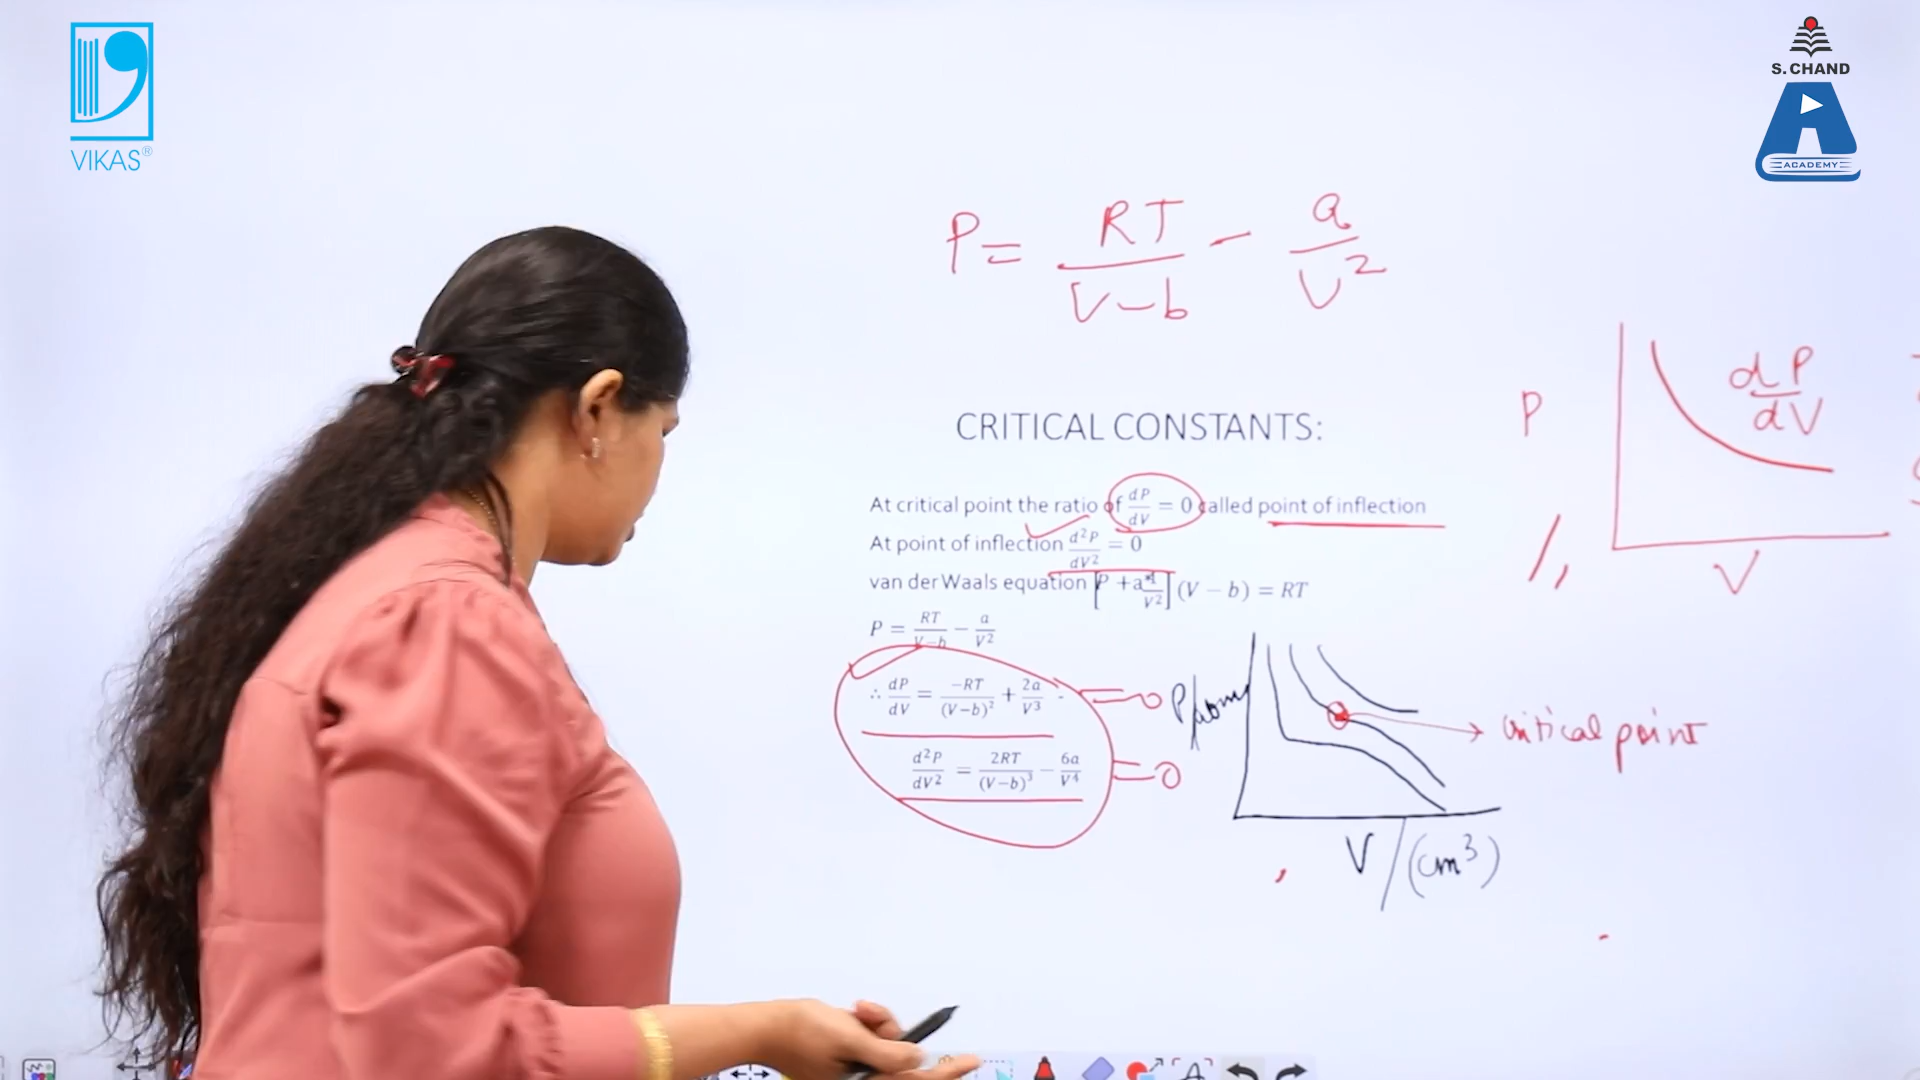 VIKAS®
S. CHAND
ACADEMY
P = RT/V-b - a/V²
CRITICAL CONSTANTS:
At critical point the ratio of dP/dV = 0 called point of inflection
At point of inflection d²P/dV² = 0
van der Waals equation [P + a*1/V²] (V − b) = RT
P = RT/V−b − a/V²
∴ dP/dV = −RT/(V−b)² + 2a/V³ = 0
d²P/dV² = 2RT/(V−b)³ − 6a/V⁴ = 0
P
dP/dV
V
critical point
V/(cm³)